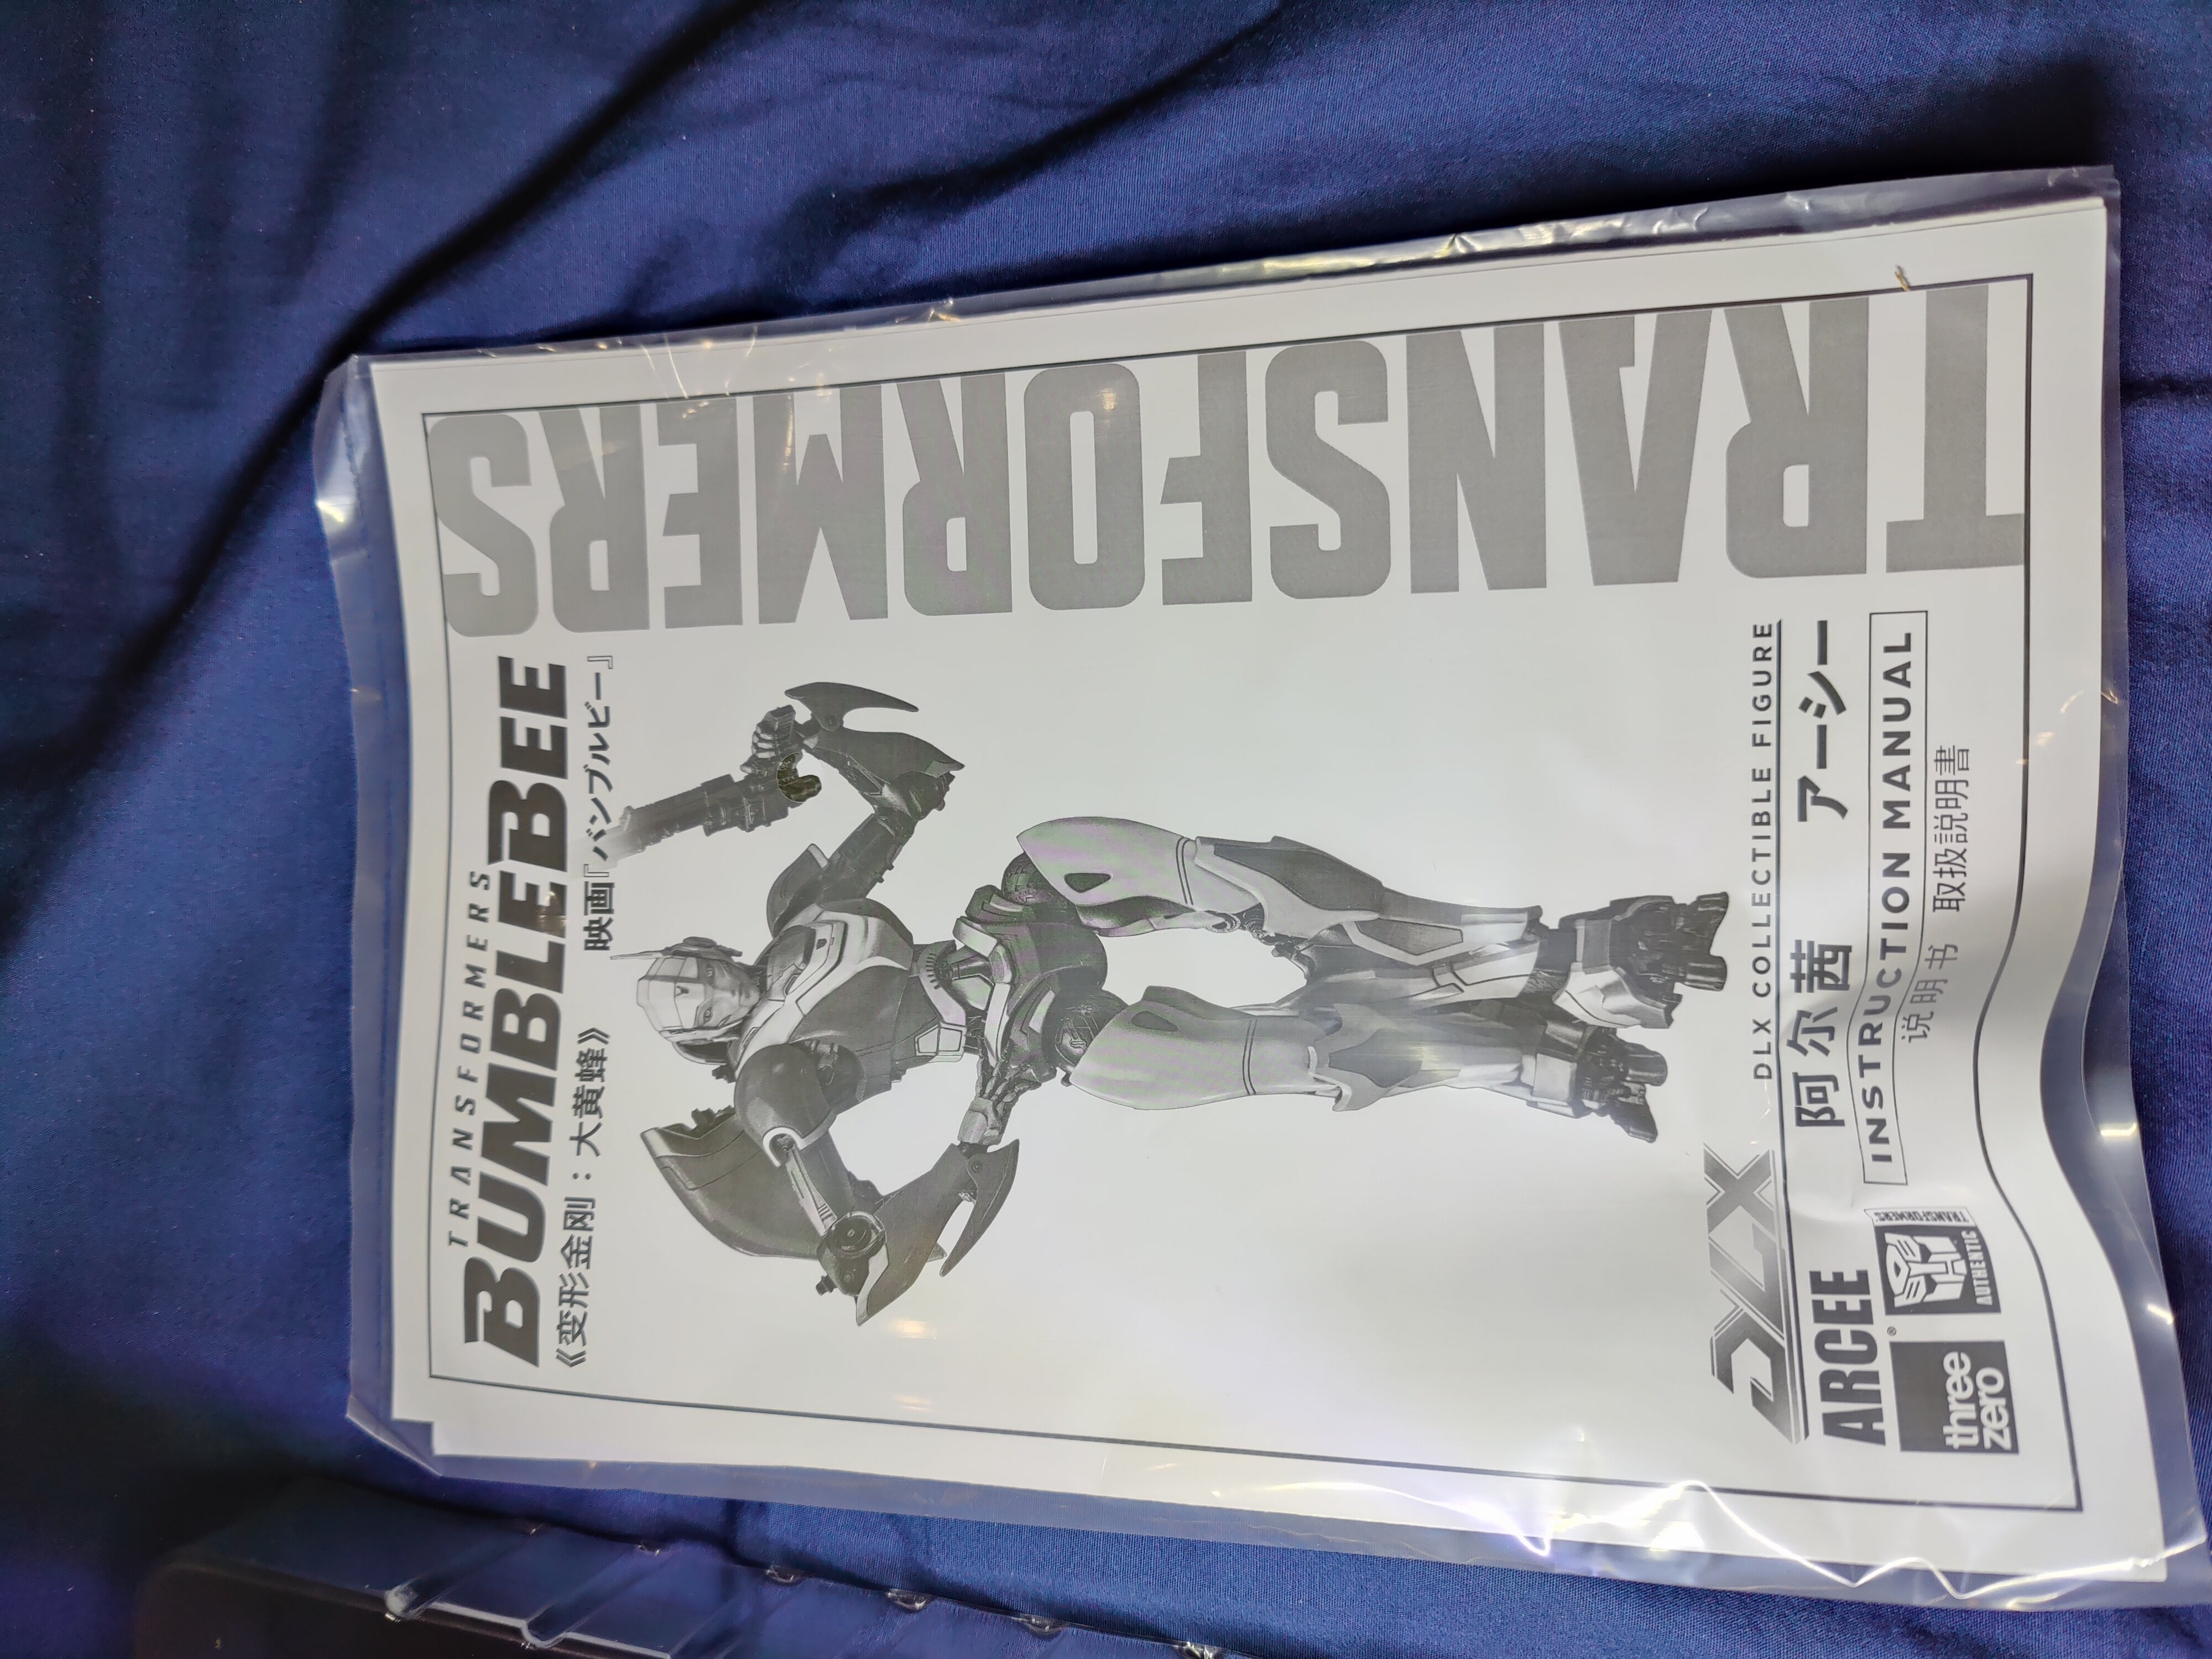 TRANSFORMERS
TRANSFORMERS
BUMBLEBEE
《变形金刚：大黄蜂》 映画『バンブルビー』
DLX
DLX COLLECTIBLE FIGURE
ARCEE 阿尔茜 アーシー
INSTRUCTION MANUAL
说明书 取扱説明書
three
zero®
TRANSFORMERS
AUTHENTIC